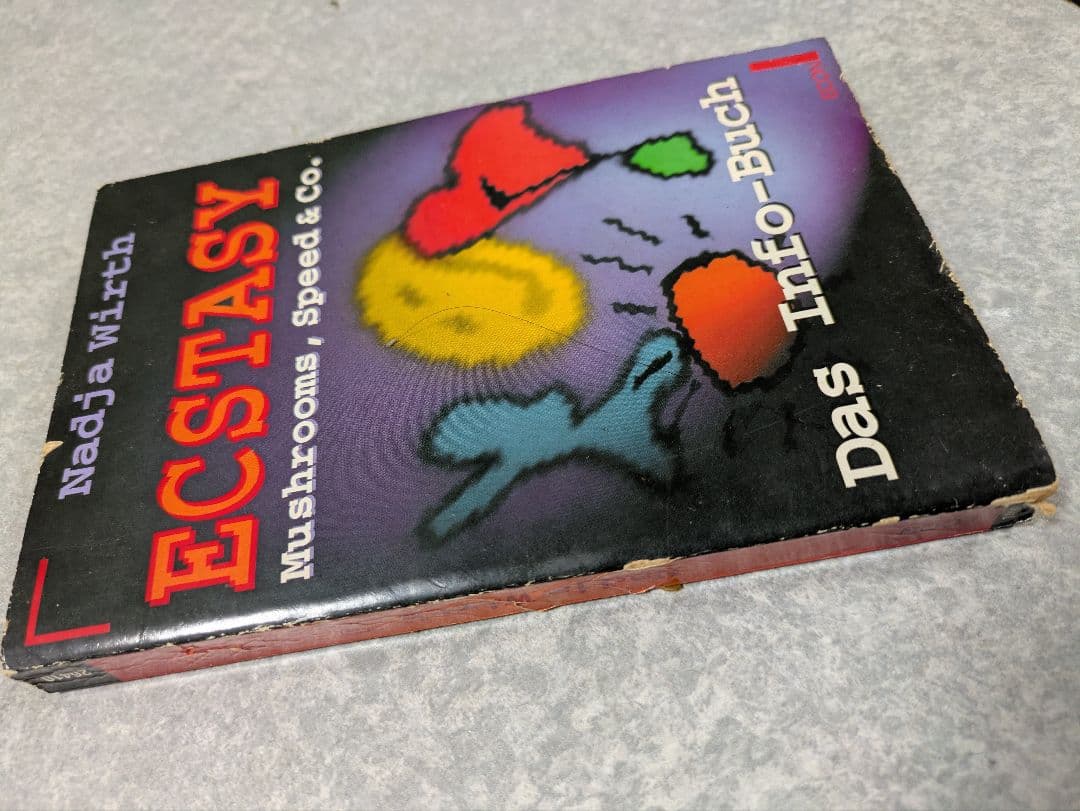 Nadja Wirth
ECSTASY
Mushrooms, Speed & Co.
Das Info-Buch